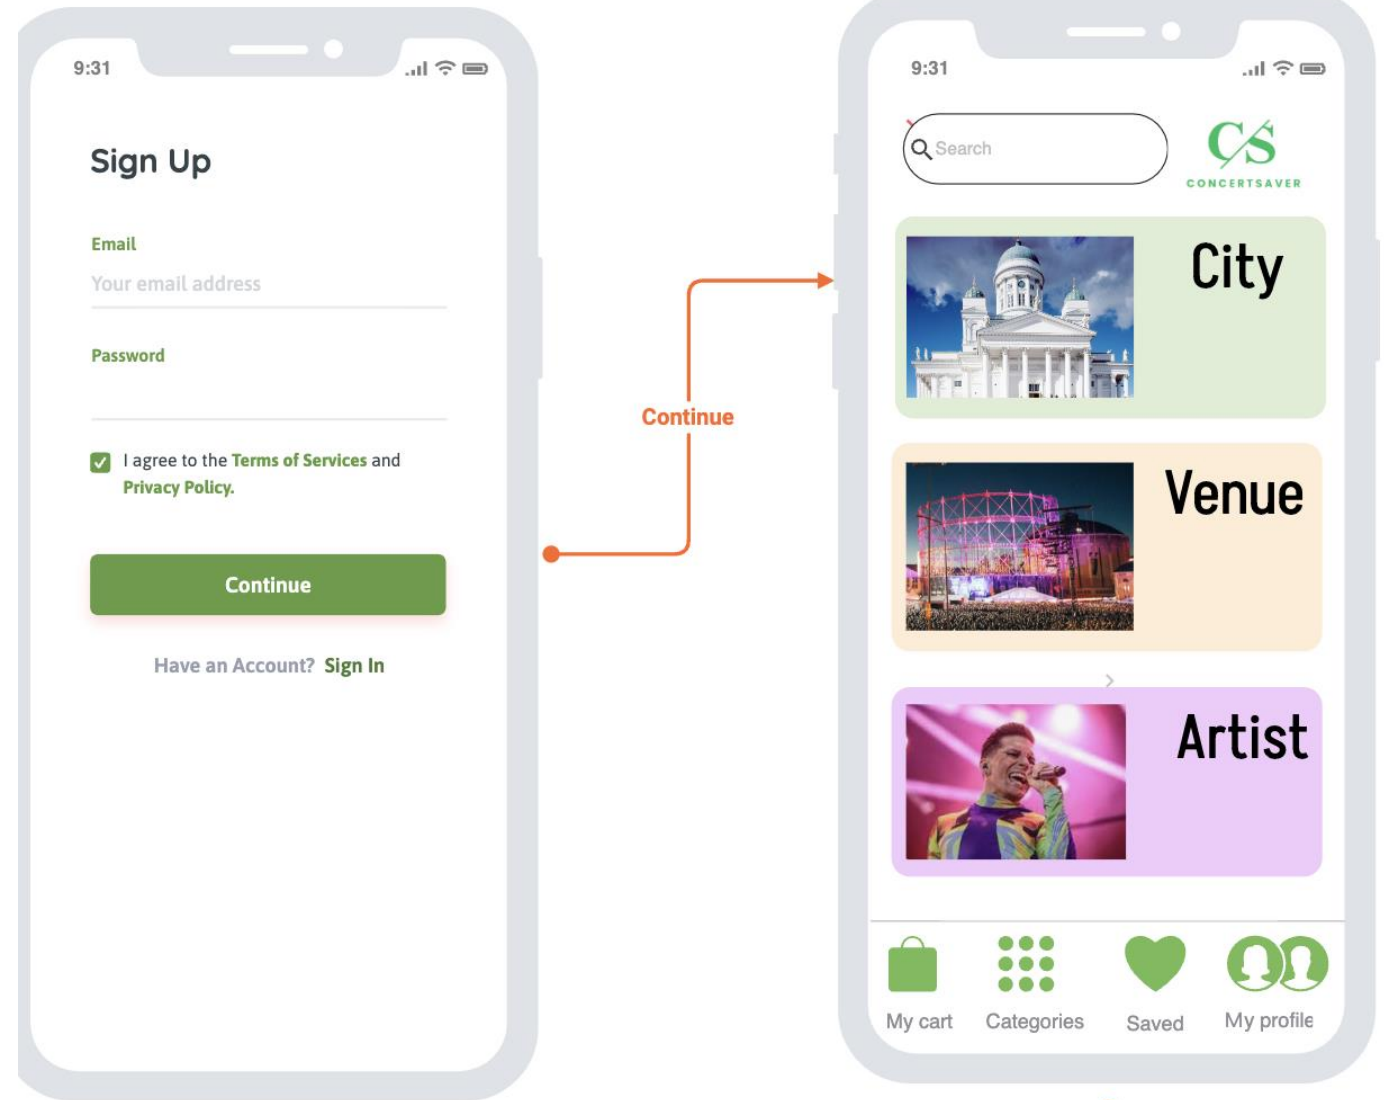 9:31
Sign Up
Email
Your email address
Password
I agree to the Terms of Services and
Privacy Policy.
Continue
Have an Account? Sign In
Continue
9:31
Search
CS
CONCERTSAVER
City
Venue
Artist
My cart
Categories
Saved
My profile